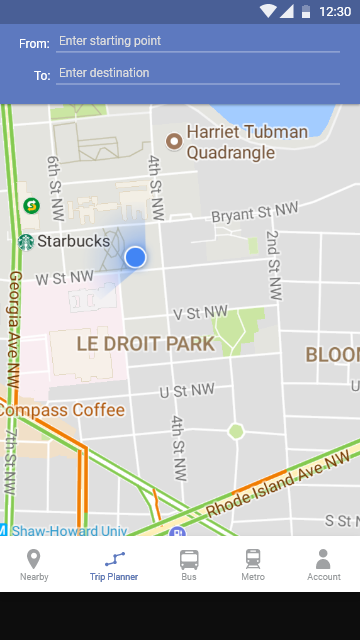 12:30
From: Enter starting point
To: Enter destination
Harriet Tubman
Quadrangle
6th St NW
4th St NW
Bryant St NW
Starbucks
2nd St NW
W St NW
Georgia Ave NW
V St NW
LE DROIT PARK
BLOOM
U St NW
U
Compass Coffee
7th St NW
4th St NW
Rhode Island Ave NW
S St N
M Shaw-Howard Univ
Nearby
Trip Planner
Bus
Metro
Account